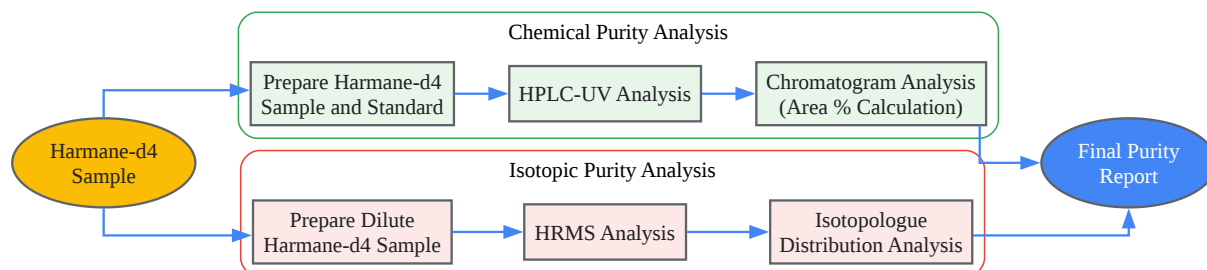 Chemical Purity Analysis
Prepare Harmane-d4
Sample and Standard
HPLC-UV Analysis
Chromatogram Analysis
(Area % Calculation)
Harmane-d4
Sample
Final Purity
Report
Isotopic Purity Analysis
Prepare Dilute
Harmane-d4 Sample
HRMS Analysis
Isotopologue
Distribution Analysis